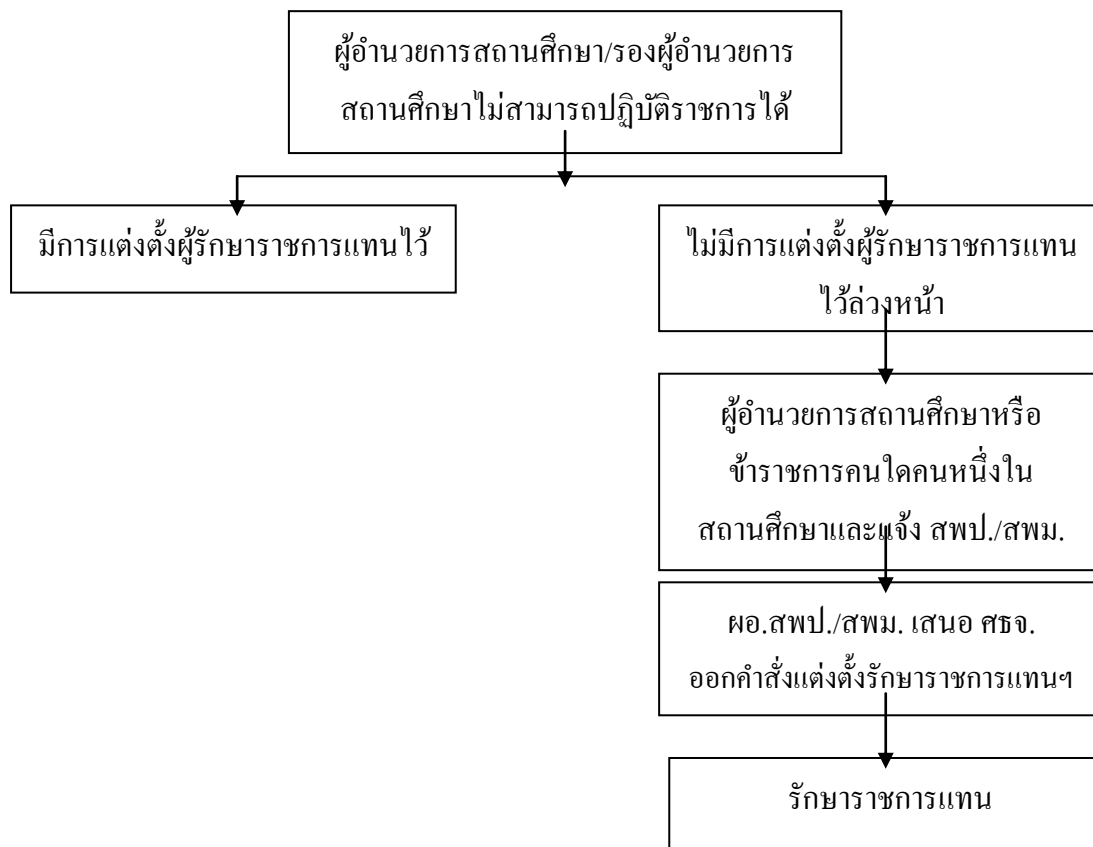 ผู้อำนวยการสถานศึกษา/รองผู้อำนวยการ
สถานศึกษาไม่สามารถปฏิบัติราชการได้
มีการแต่งตั้งผู้รักษาราชการแทนไว้
ไม่มีการแต่งตั้งผู้รักษาราชการแทน
ไว้ล่วงหน้า
ผู้อำนวยการสถานศึกษาหรือ
ข้าราชการคนใดคนหนึ่งใน
สถานศึกษาและแจ้ง สพป./สพม.
ผอ.สพป./สพม. เสนอ ศธจ.
ออกคำสั่งแต่งตั้งรักษาราชการแทนฯ
รักษาราชการแทน